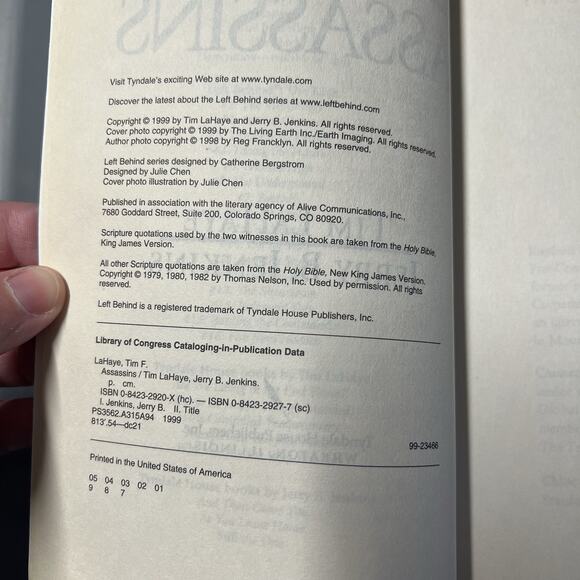 Visit Tyndale's exciting Web site at www.tyndale.com
Discover the latest about the Left Behind series at www.leftbehind.com
Copyright © 1999 by Tim LaHaye and Jerry B. Jenkins. All rights reserved.
Cover photo copyright © 1999 by The Living Earth Inc./Earth Imaging. All rights reserved.
Author photo copyright © 1998 by Reg Francklyn. All rights reserved.
Left Behind series designed by Catherine Bergstrom
Designed by Julie Chen
Cover photo illustration by Julie Chen
Published in association with the literary agency of Alive Communications, Inc.,
7680 Goddard Street, Suite 200, Colorado Springs, CO 80920.
Scripture quotations used by the two witnesses in this book are taken from the Holy Bible,
King James Version.
All other Scripture quotations are taken from the Holy Bible, New King James Version.
Copyright © 1979, 1980, 1982 by Thomas Nelson, Inc. Used by permission. All rights
reserved.
Left Behind is a registered trademark of Tyndale House Publishers, Inc.
Library of Congress Cataloging-in-Publication Data
LaHaye, Tim F.
Assassins / Tim LaHaye, Jerry B. Jenkins.
p. cm.
ISBN 0-8423-2920-X (hc). — ISBN 0-8423-2927-7 (sc)
I. Jenkins, Jerry B. II. Title
PS3562.A315A94 1999
813'.54—dc21 99-23466
Printed in the United States of America
05 04 03 02 01
9 8 7
ASSASSINS